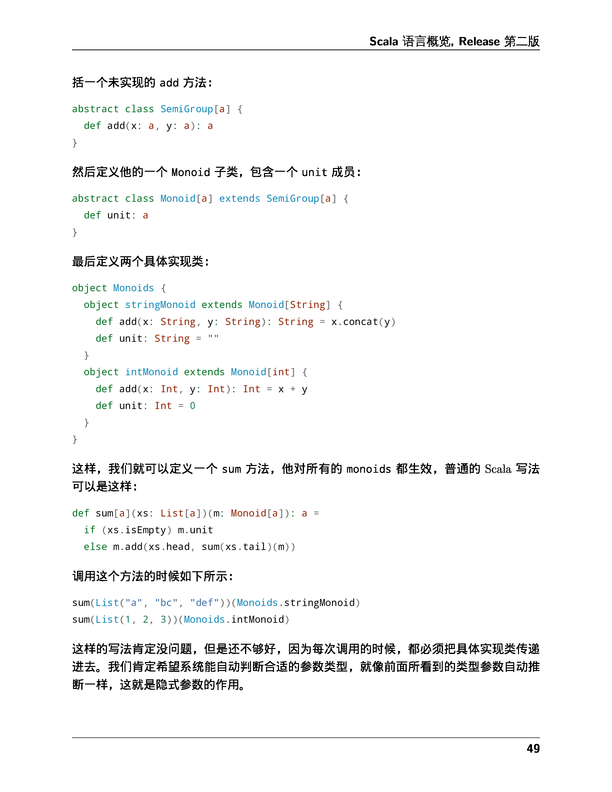 Scala 语言概览, Release 第二版
括一个未实现的 add 方法：
abstract class SemiGroup[a] {
  def add(x: a, y: a): a
}
然后定义他的一个 Monoid 子类，包含一个 unit 成员：
abstract class Monoid[a] extends SemiGroup[a] {
  def unit: a
}
最后定义两个具体实现类：
object Monoids {
  object stringMonoid extends Monoid[String] {
    def add(x: String, y: String): String = x.concat(y)
    def unit: String = ""
  }
  object intMonoid extends Monoid[int] {
    def add(x: Int, y: Int): Int = x + y
    def unit: Int = 0
  }
}
这样，我们就可以定义一个 sum 方法，他对所有的 monoids 都生效，普通的 Scala 写法
可以是这样：
def sum[a](xs: List[a])(m: Monoid[a]): a =
  if (xs.isEmpty) m.unit
  else m.add(xs.head, sum(xs.tail)(m))
调用这个方法的时候如下所示：
sum(List("a", "bc", "def"))(Monoids.stringMonoid)
sum(List(1, 2, 3))(Monoids.intMonoid)
这样的写法肯定没问题，但是还不够好，因为每次调用的时候，都必须把具体实现类传递
进去。我们肯定希望系统能自动判断合适的参数类型，就像前面所看到的类型参数自动推
断一样，这就是隐式参数的作用。
49